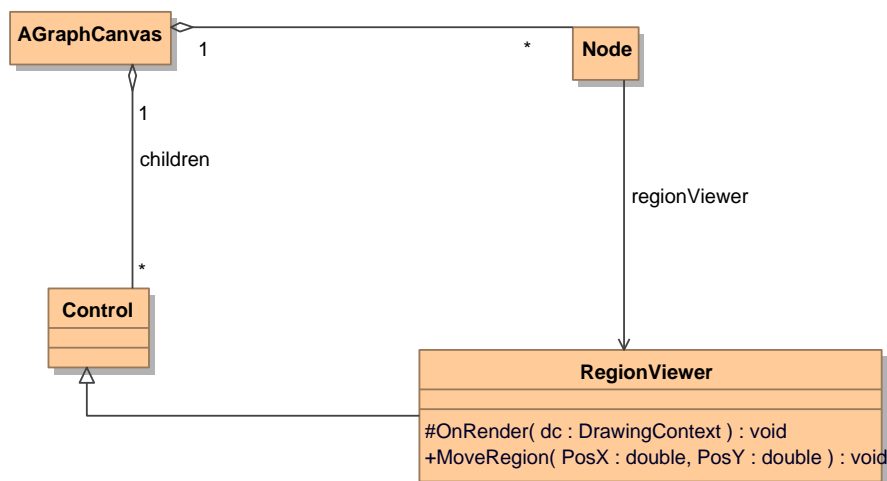 AGraphCanvas
1
*
Node
1
children
regionViewer
*
Control
RegionViewer
#OnRender( dc : DrawingContext ) : void
+MoveRegion( PosX : double, PosY : double ) : void